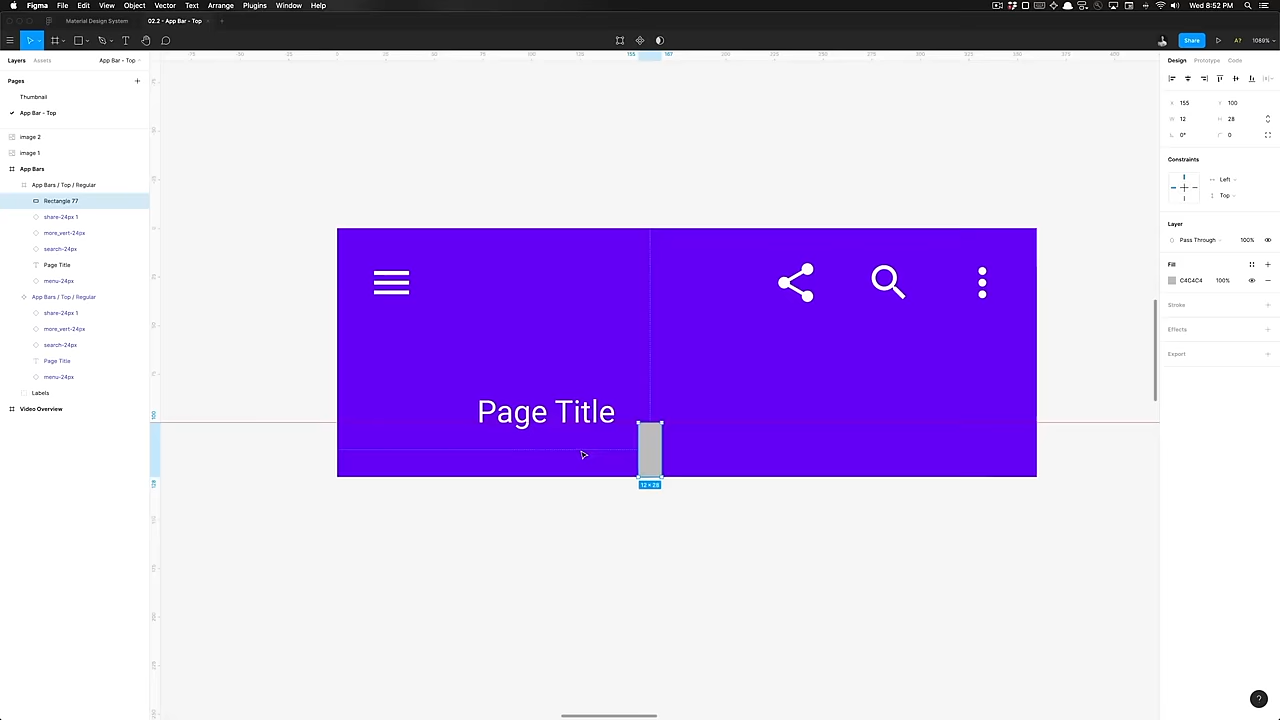 Figma File Edit View Object Vector Text Arrange Plugins Window Help
Wed 8:52 PM
Material Design System
02.2 - App Bar - Top
Share
A?
1089%
Layers
Assets
App Bar - Top
Design
Prototype
Code
155
167
Pages
Thumbnail
App Bar - Top
image 2
image 1
App Bars
App Bars / Top / Regular
Rectangle 77
share-24px 1
more_vert-24px
search-24px
Page Title
menu-24px
App Bars / Top / Regular
share-24px 1
more_vert-24px
search-24px
Page Title
menu-24px
Labels
Video Overview
Page Title
12 × 28
100
128
X 155
Y 100
W 12
H 28
0°
0
Constraints
Left
Top
Layer
Pass Through
100%
Fill
C4C4C4
100%
Stroke
Effects
Export
?